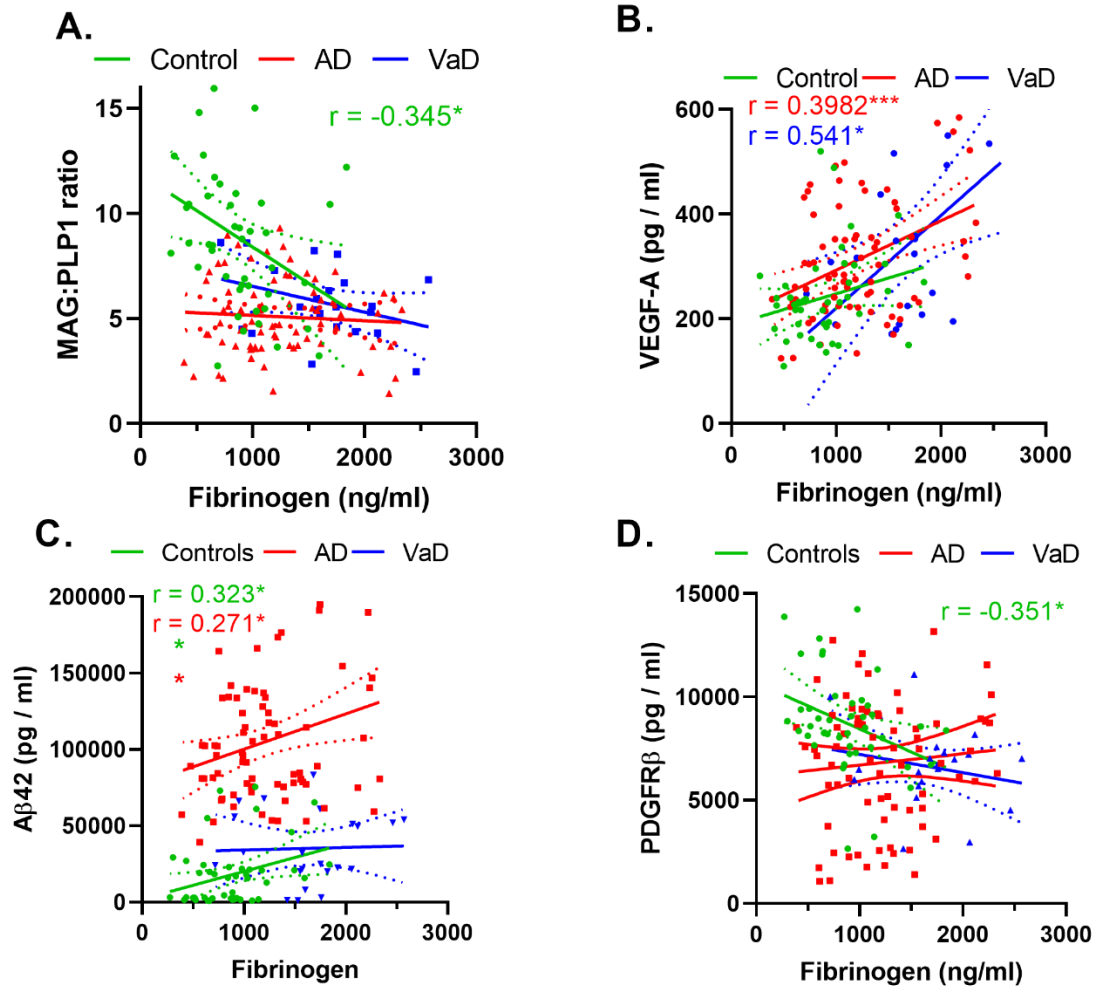 A.
Control AD VaD
r = -0.345*
15
10
5
0
MAG:PLP1 ratio
0 1000 2000 3000
Fibrinogen (ng/ml)
B.
Control AD VaD
r = 0.3982***
r = 0.541*
600
400
200
0
VEGF-A (pg / ml)
0 1000 2000 3000
Fibrinogen (ng/ml)
C.
Controls AD VaD
r = 0.323*
r = 0.271*
*
*
200000
150000
100000
50000
0
Aβ42 (pg / ml)
0 1000 2000 3000
Fibrinogen
D.
Controls AD VaD
r = -0.351*
15000
10000
5000
0
PDGFRβ (pg / ml)
0 1000 2000 3000
Fibrinogen (ng/ml)